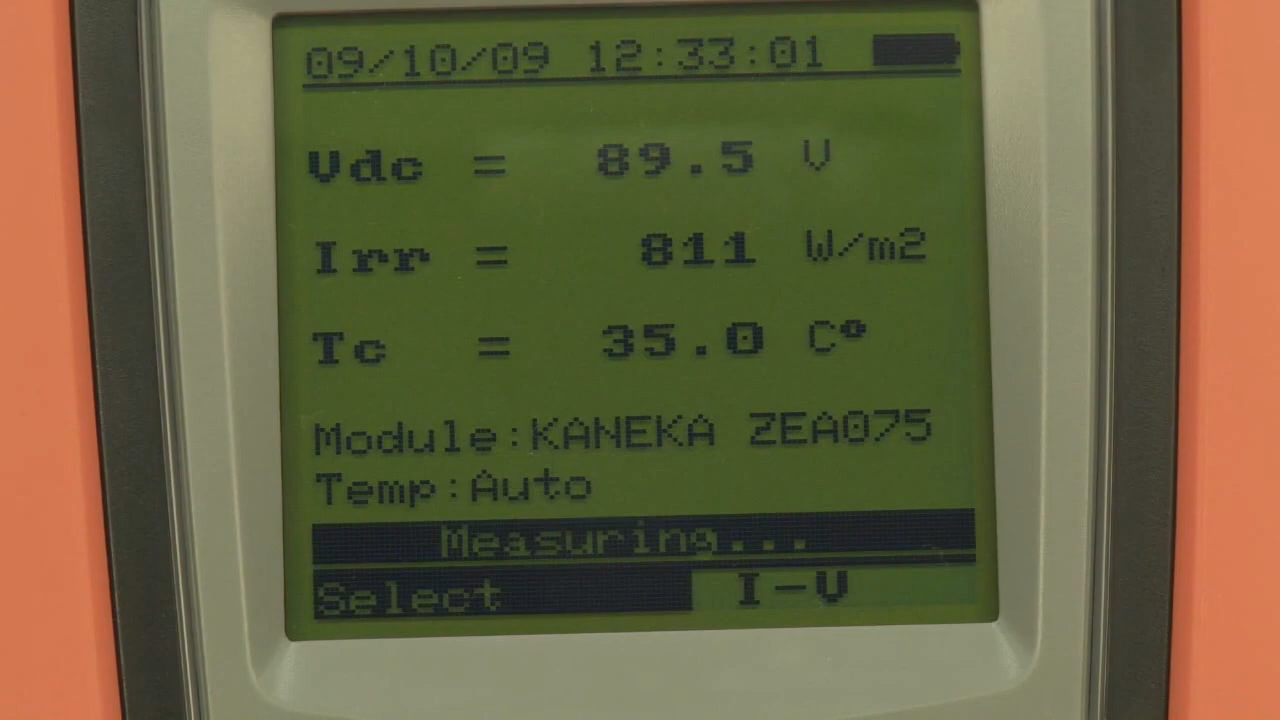 09/10/09 12:33:01
Vdc = 89.5 V
Irr = 811 W/m2
Tc = 35.0 C°
Module:KANEKA ZEA075
Temp:Auto
Measuring...
Select I-V